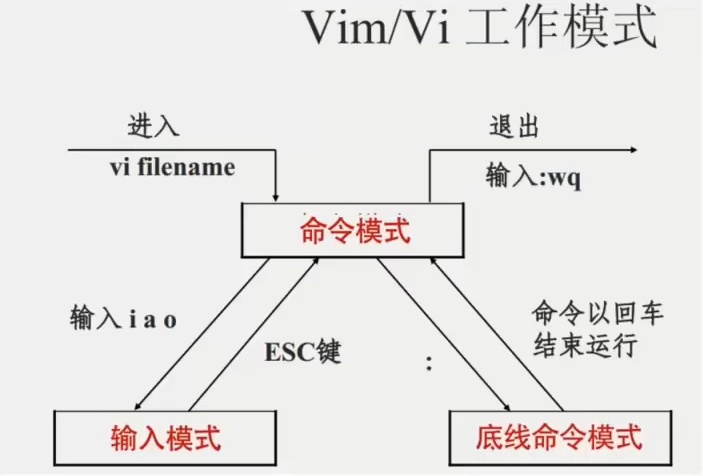 Vim/Vi 工作模式
进入
退出
vi filename
输入:wq
命令模式
输入 i a o
ESC键
:
命令以回车
结束运行
输入模式
底线命令模式